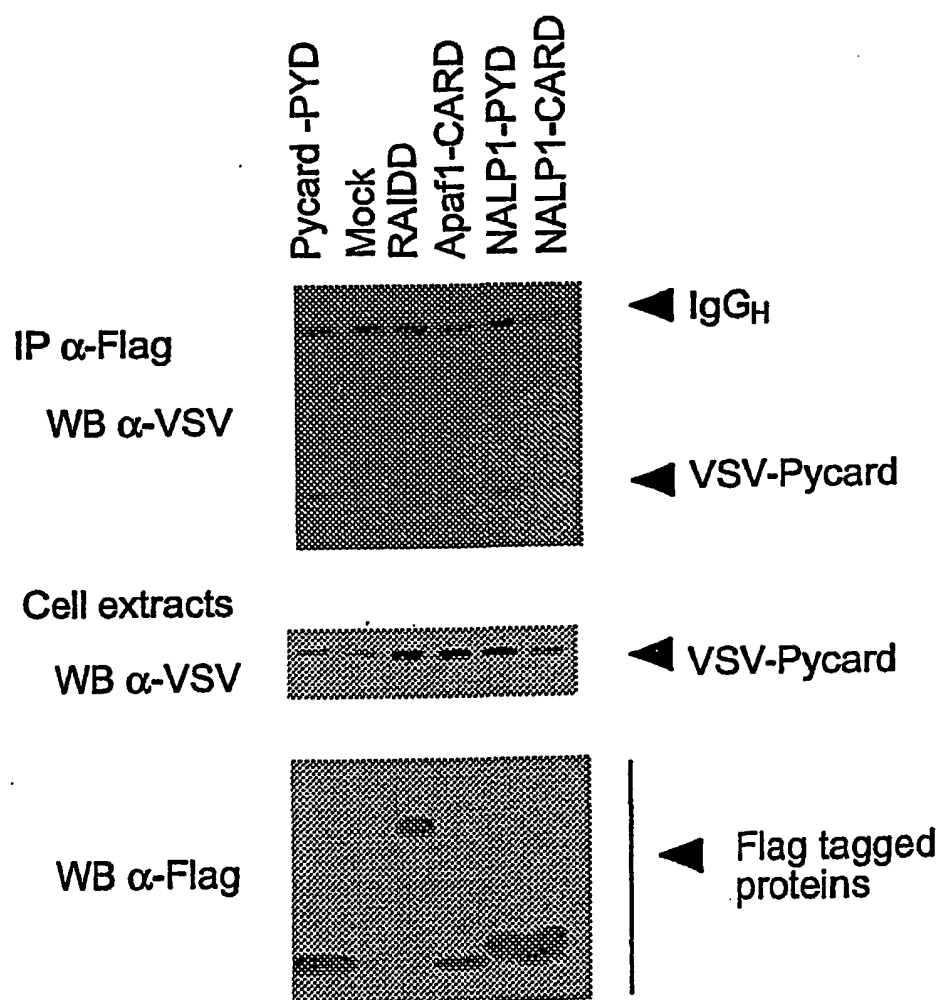 Pycard -PYD
Mock
RAIDD
Apaf1-CARD
NALP1-PYD
NALP1-CARD
IP α-Flag
WB α-VSV
IgGH
VSV-Pycard
Cell extracts
WB α-VSV
VSV-Pycard
WB α-Flag
Flag tagged
proteins